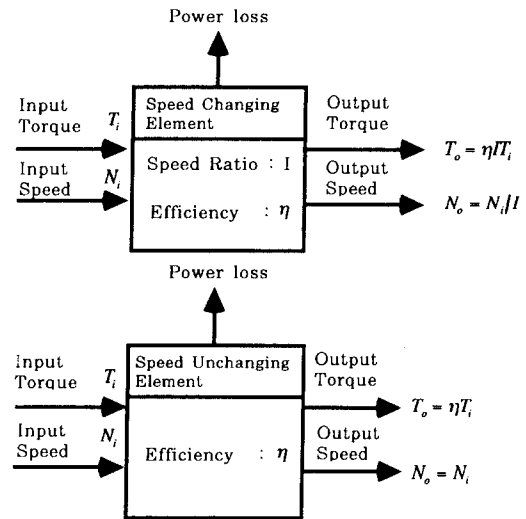 Power loss
Input Torque
T_i
Speed Changing Element
Output Torque
T_o = ηIT_i
Input Speed
N_i
Speed Ratio : I
Output Speed
N_o = N_i/I
Efficiency : η
Power loss
Input Torque
T_i
Speed Unchanging Element
Output Torque
T_o = ηT_i
Input Speed
N_i
Efficiency : η
Output Speed
N_o = N_i